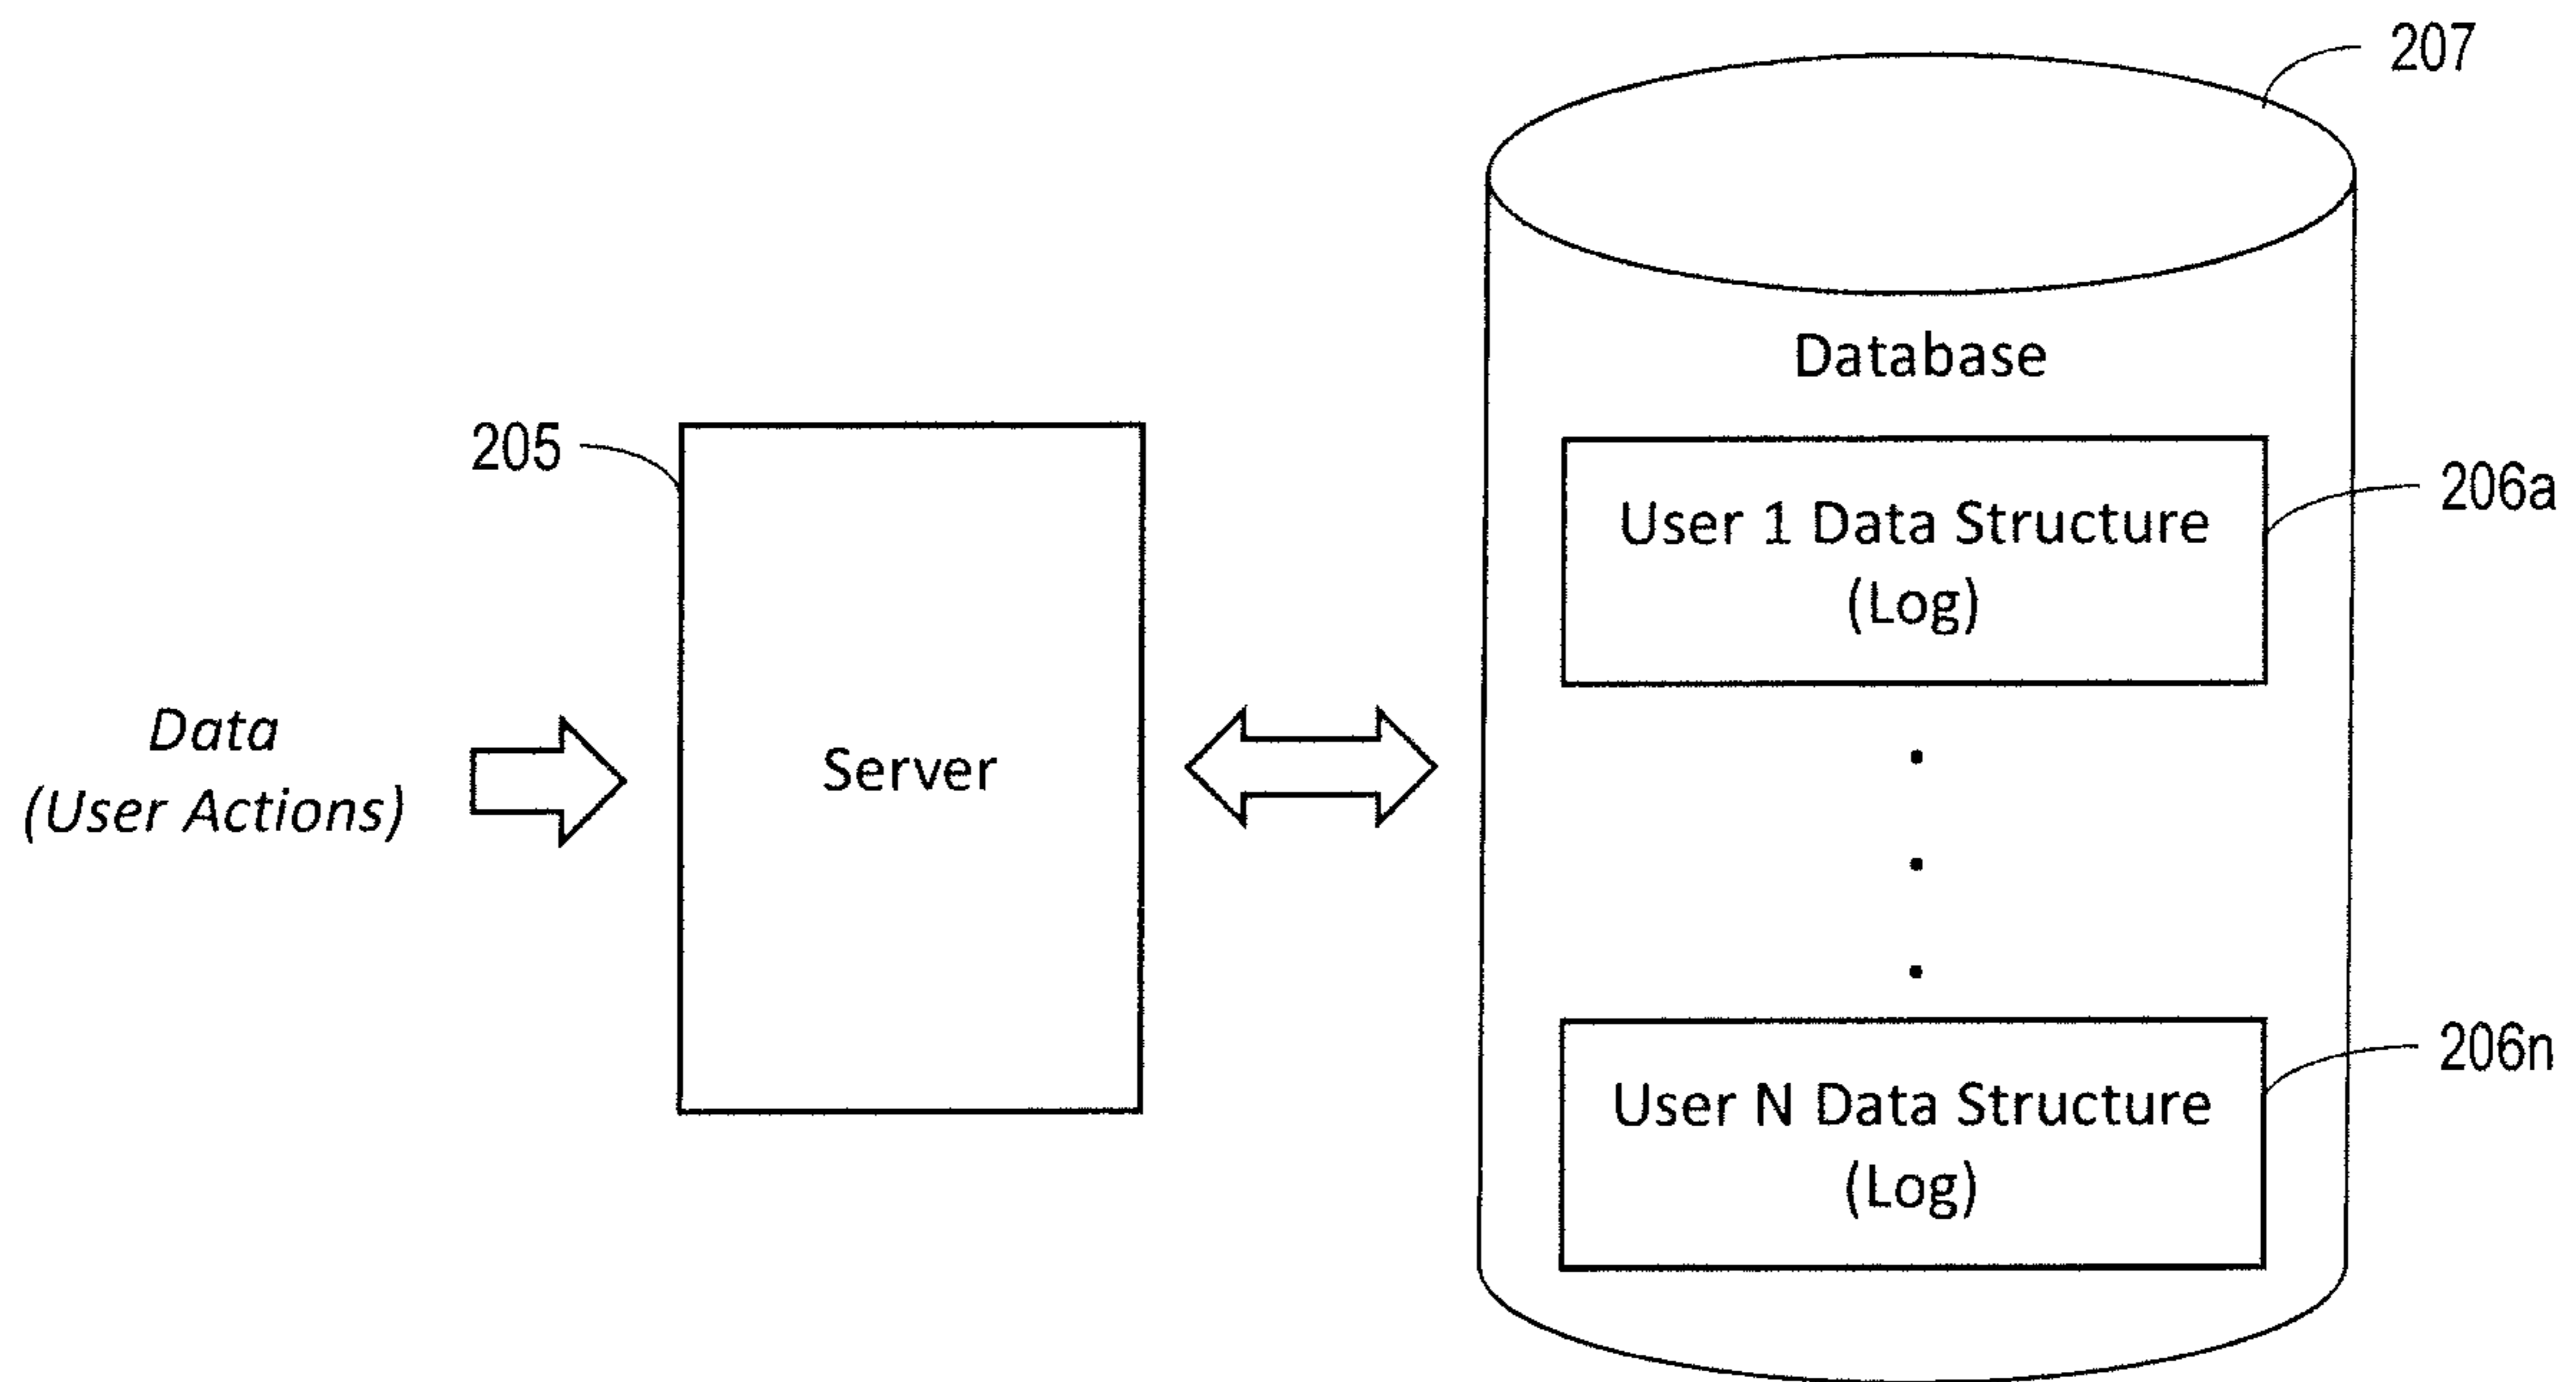 207
Database
205
206a
User 1 Data Structure
(Log)
Data
(User Actions)
Server
206n
User N Data Structure
(Log)